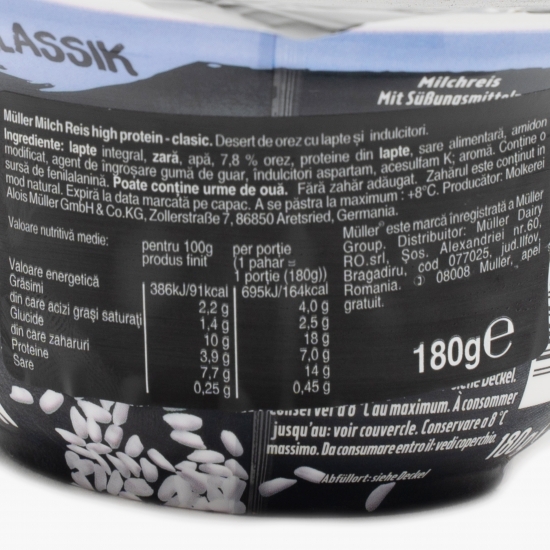 LASSIK
Milchreis
Mit Süßungsmitteln
Müller Milch Reis high protein - clasic. Desert de orez cu lapte și îndulcitori.
Ingrediente: lapte integral, zară, apă, 7,8 % orez, proteine din lapte, sare alimentară, amidon
modificat, agent de îngroșare gumă de guar, îndulcitori aspartam, acesulfam K; aromă. Conține o
sursă de fenilalanină. Poate conține urme de ouă. Fără zahăr adăugat. Zahărul este conținut în
mod natural. Expiră la data marcată pe capac. A se păstra la maximum : +8°C. Producător: Molkerei
Alois Müller GmbH & Co.KG, Zollerstraße 7, 86850 Aretsried, Germania.
Valoare nutritivă medie:
pentru 100g
produs finit
per porție
(1 pahar =
1 porție (180g))
Valoare energetică 386kJ/91kcal 695kJ/164kcal
Grăsimi 2,2 g 4,0 g
din care acizi grași saturați 1,4 g 2,5 g
Glucide 10 g 18 g
din care zaharuri 3,9 g 7,0 g
Proteine 7,7 g 14 g
Sare 0,25 g 0,45 g
Müller® este marcă înregistrată a Müller
Group. Distribuitor: Müller Dairy
RO.srl, Șos. Alexandriei nr.60,
Bragadiru, cod 077025, jud.Ilfov,
Romania. 08008 Muller, apel
gratuit.
180g e
siehe Deckel.
au maximum. À consommer
jusqu'au: voir couvercle. Conservare a 8°C
massimo. Da consumare entro il: vedi coperchio.
180
Abfüllort: siehe Deckel